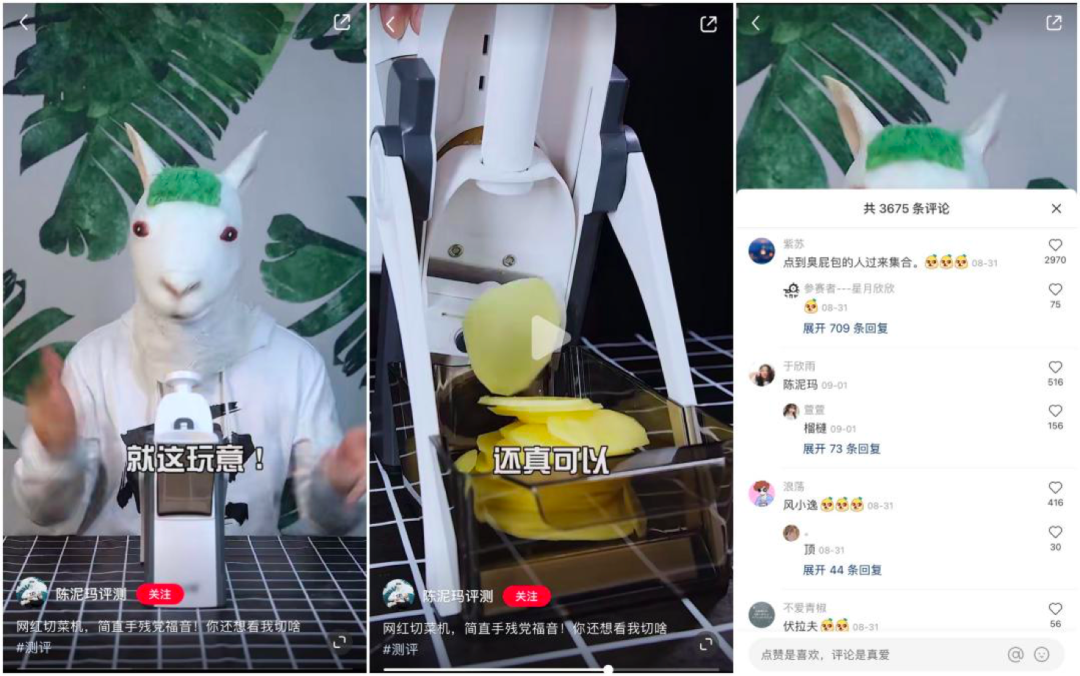 就这玩意！
陈泥玛评测
关注
网红切菜机，简直手残党福音！你还想看我切啥
#测评
还真可以
陈泥玛评测
关注
网红切菜机，简直手残党福音！你还想看我切啥
#测评
共 3675 条评论
紫苏
点到臭屁包的人过来集合。 08-31
2970
参赛者---星月欣欣
08-31
75
展开 709 条回复
于欣雨
陈泥玛 09-01
516
萱萱
榴梿 09-01
156
展开 73 条回复
浪荡
风小逸 08-31
416
。
顶 08-31
30
展开 44 条回复
不爱青椒
伏拉夫 08-31
56
点赞是喜欢，评论是真爱
@